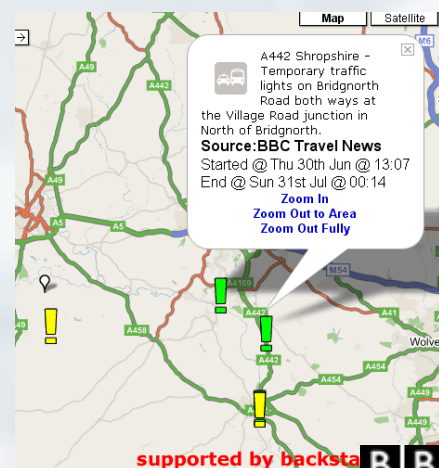 Map
Satellite
A442 Shropshire -
Temporary traffic
lights on Bridgnorth
Road both ways at
the Village Road junction in
North of Bridgnorth.
Source:BBC Travel News
Started @ Thu 30th Jun @ 13:07
End @ Sun 31st Jul @ 00:14
Zoom In
Zoom Out to Area
Zoom Out Fully
A49
A442
M6
A49
A5
A5
M54
A4169
A442
A41
A49
A458
Wolve
A442
A454
A454
A454
A458
supported by backsta
B B